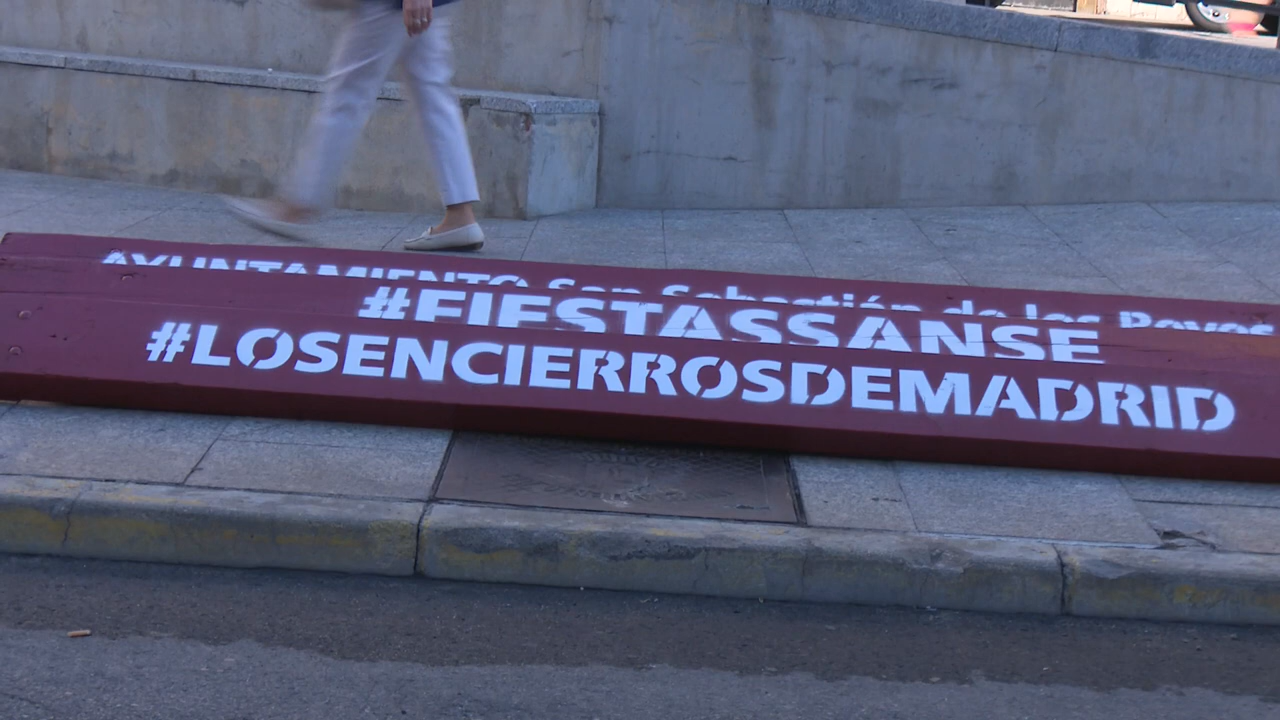 AYUNTAMIENTO San Sebastián de los Reyes
#FIESTASSANSE
#LOSENCIERROSDEMADRID